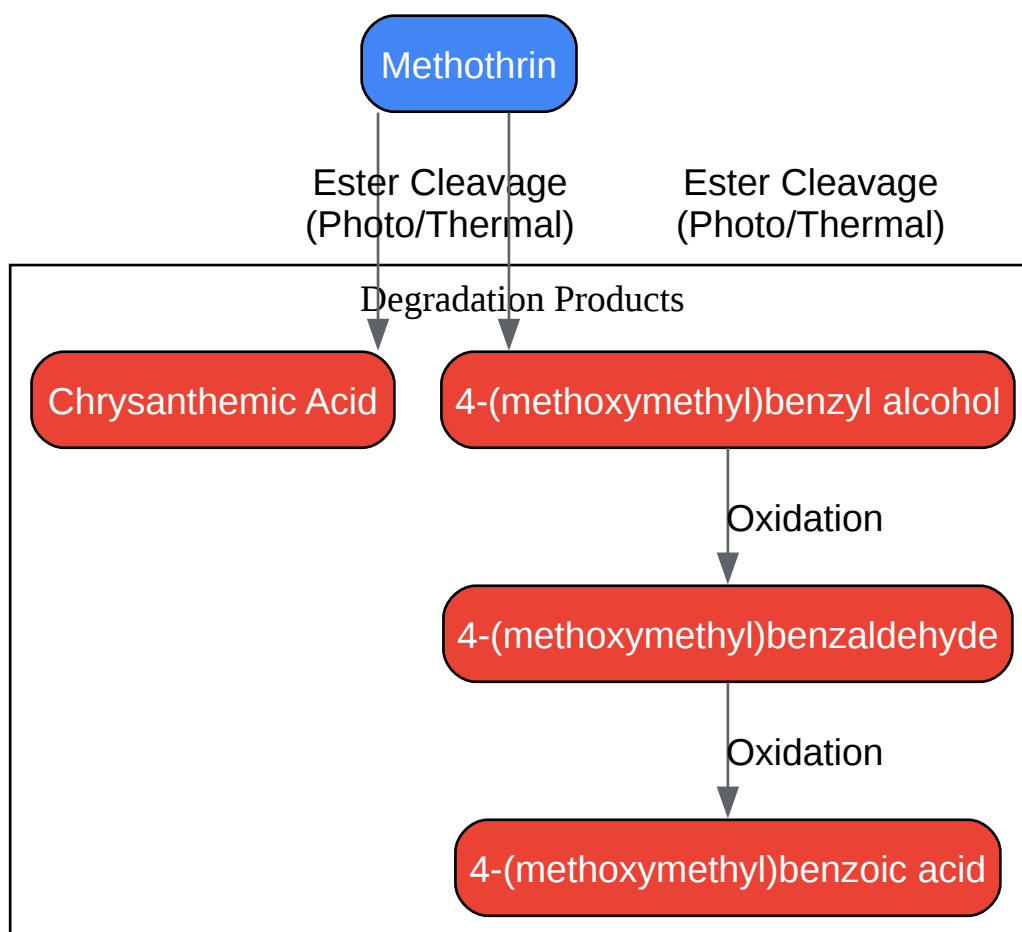 Methothrin
Ester Cleavage
(Photo/Thermal)
Ester Cleavage
(Photo/Thermal)
Degradation Products
Chrysanthemic Acid
4-(methoxymethyl)benzyl alcohol
Oxidation
4-(methoxymethyl)benzaldehyde
Oxidation
4-(methoxymethyl)benzoic acid